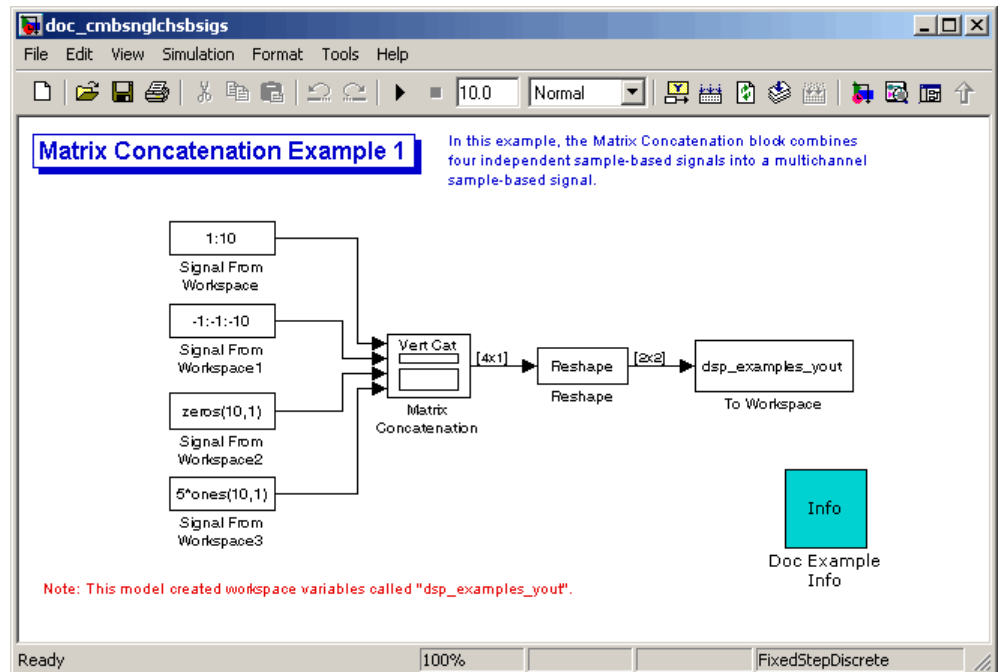 doc_cmbsnglchsbsigs
File Edit View Simulation Format Tools Help
10.0 Normal
Matrix Concatenation Example 1
In this example, the Matrix Concatenation block combines
four independent sample-based signals into a multichannel
sample-based signal.
1:10
Signal From
Workspace
-1:-1:-10
Signal From
Workspace1
zeros(10,1)
Signal From
Workspace2
5*ones(10,1)
Signal From
Workspace3
Vert Cat
Matrix
Concatenation
[4x1]
Reshape
Reshape
[2x2]
dsp_examples_yout
To Workspace
Info
Doc Example
Info
Note: This model created workspace variables called "dsp_examples_yout".
Ready 100% FixedStepDiscrete